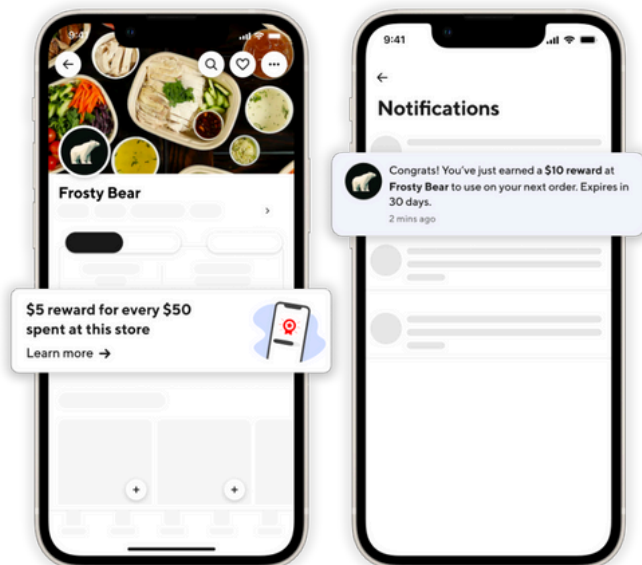 9:41
Frosty Bear
$5 reward for every $50
spent at this store
Learn more →
9:41
Notifications
Congrats! You've just earned a $10 reward at
Frosty Bear to use on your next order. Expires in
30 days.
2 mins ago